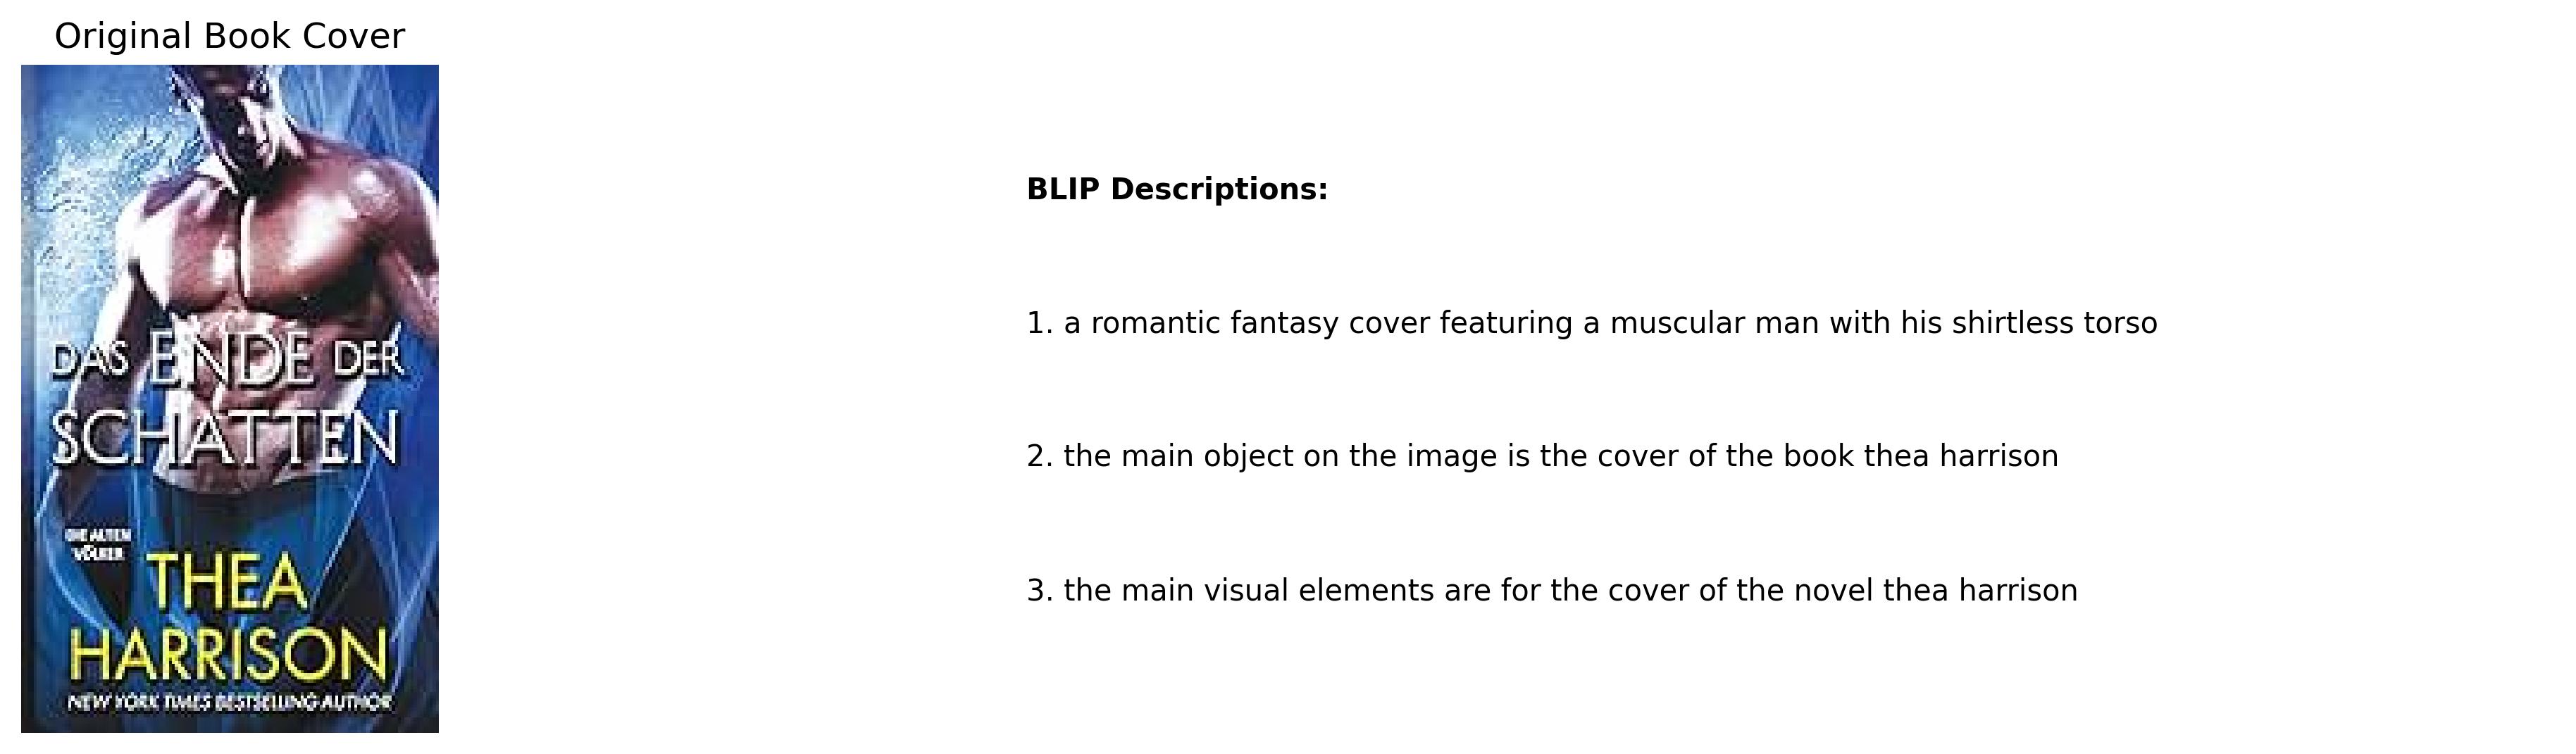 Original Book Cover
DAS ENDE DER
SCHATTEN
DIE ALTEN
VÖLKER
THEA
HARRISON
NEW YORK TIMES BESTSELLING AUTHOR
BLIP Descriptions:
1. a romantic fantasy cover featuring a muscular man with his shirtless torso
2. the main object on the image is the cover of the book thea harrison
3. the main visual elements are for the cover of the novel thea harrison